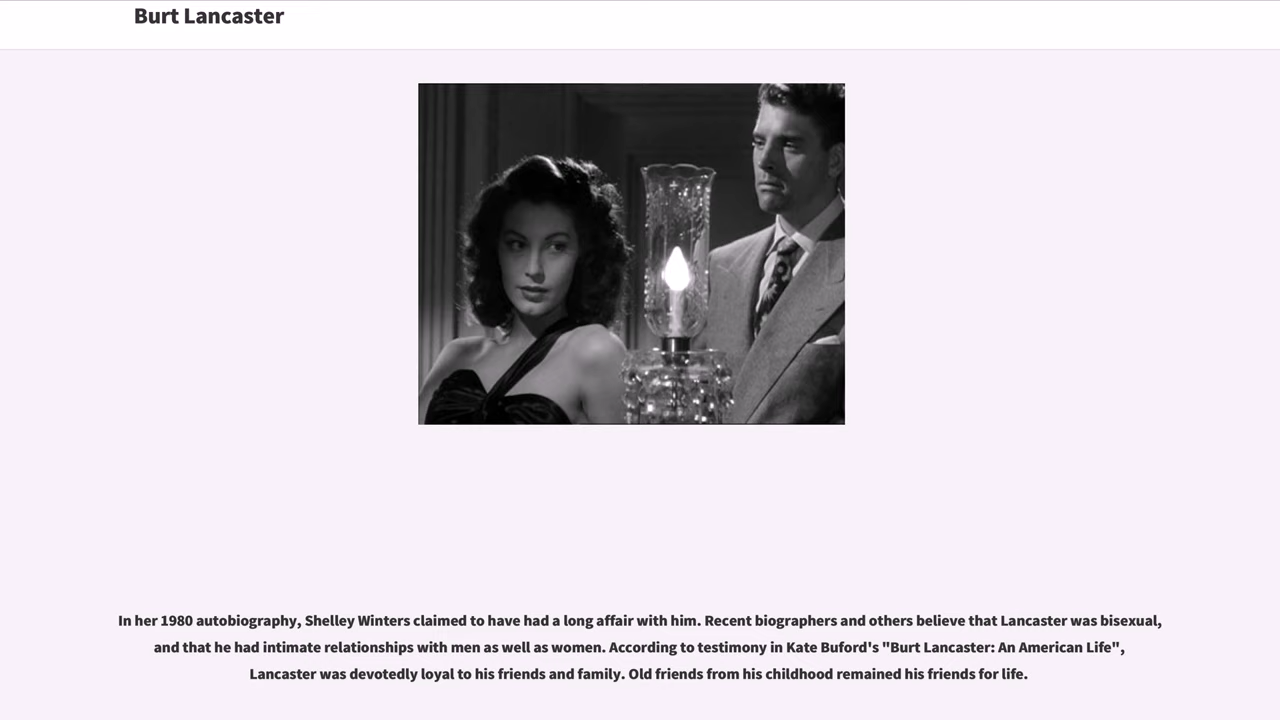 Burt Lancaster
In her 1980 autobiography, Shelley Winters claimed to have had a long affair with him. Recent biographers and others believe that Lancaster was bisexual,
and that he had intimate relationships with men as well as women. According to testimony in Kate Buford's "Burt Lancaster: An American Life",
Lancaster was devotedly loyal to his friends and family. Old friends from his childhood remained his friends for life.